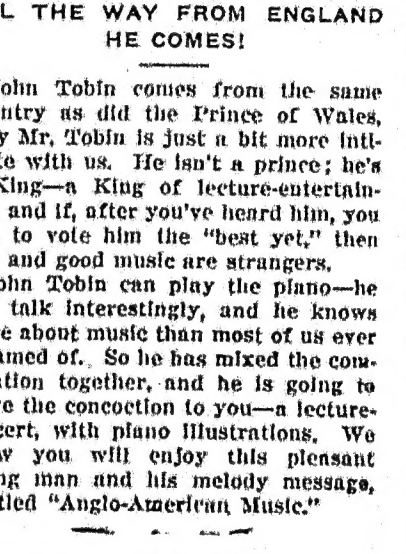 L THE WAY FROM ENGLAND
HE COMES!
ohn Tobin comes from the same
ntry as did the Prince of Wales,
y Mr. Tobin is just a bit more inti-
te with us. He isn't a prince; he's
King—a King of lecture-entertain-
and if, after you've heard him, you
to vote him the "best yet," then
and good music are strangers.
ohn Tobin can play the piano—he
talk interestingly, and he knows
e about music than most of us ever
amed of. So he has mixed the com-
ation together, and he is going to
e the concoction to you—a lecture-
cert, with piano illustrations. We
w you will enjoy this pleasant
ng man and his melody message,
tled "Anglo-American Music."